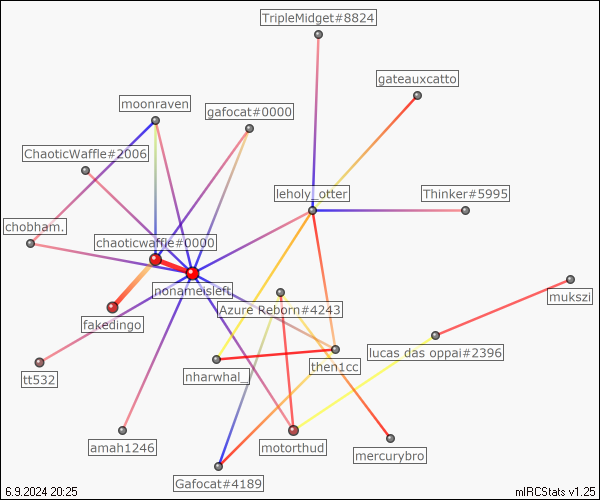 TripleMidget#8824
gateauxcatto
moonraven
gafocat#0000
ChaoticWaffle#2006
leholy_otter
Thinker#5995
chobham.
chaoticwaffle#0000
nonameisleft
mukszi
Azure Reborn#4243
fakedingo
lucas das oppai#2396
then1cc
nharwhal_
tt532
amah1246
motorthud
mercurybro
Gafocat#4189
6.9.2024 20:25
mIRCStats v1.25